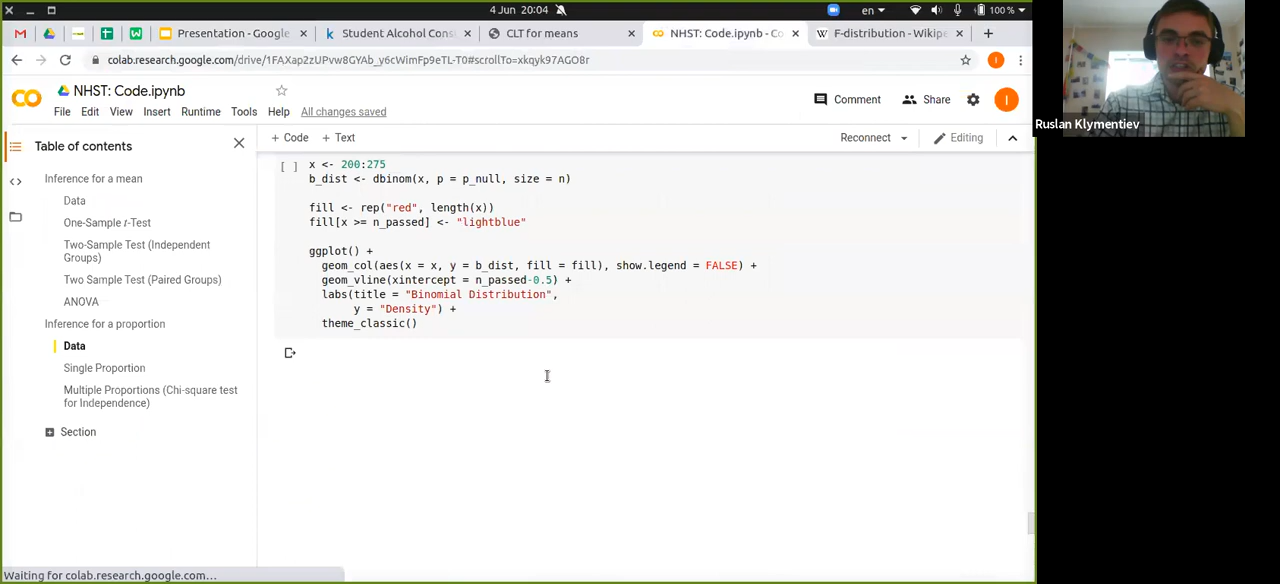 4 Jun 20:04
en
100 %
Presentation - Google
Student Alcohol Cons
CLT for means
NHST: Code.ipynb - Co
F-distribution - Wikipe
colab.research.google.com/drive/1FAXap2zUPvw8GYAb_y6cWimFp9eTL-T0#scrollTo=xkqyk97AGO8r
NHST: Code.ipynb
Comment
Share
File Edit View Insert Runtime Tools Help All changes saved
Table of contents
+ Code + Text
Reconnect
Editing
Inference for a mean
Data
One-Sample t-Test
Two-Sample Test (Independent
Groups)
Two Sample Test (Paired Groups)
ANOVA
Inference for a proportion
Data
Single Proportion
Multiple Proportions (Chi-square test
for Independence)
Section
[ ]
x <- 200:275
b_dist <- dbinom(x, p = p_null, size = n)
fill <- rep("red", length(x))
fill[x >= n_passed] <- "lightblue"
ggplot() +
geom_col(aes(x = x, y = b_dist, fill = fill), show.legend = FALSE) +
geom_vline(xintercept = n_passed-0.5) +
labs(title = "Binomial Distribution",
y = "Density") +
theme_classic()
Waiting for colab.research.google.com...
Ruslan Klymentiev